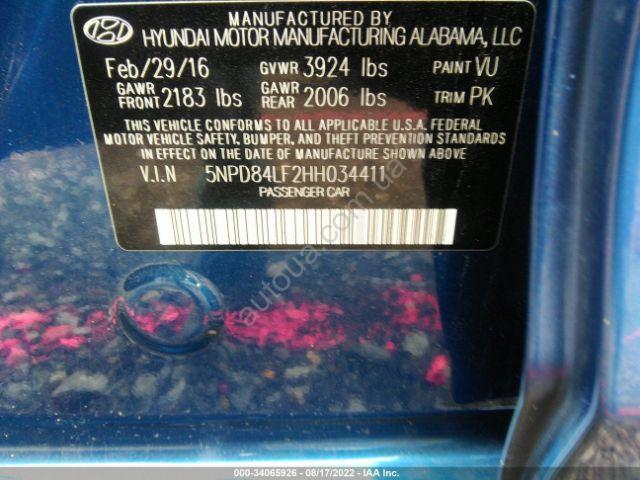 MANUFACTURED BY
HYUNDAI MOTOR MANUFACTURING ALABAMA, LLC
Feb/29/16 GVWR 3924 lbs PAINT VU
GAWR FRONT 2183 lbs GAWR REAR 2006 lbs TRIM PK
THIS VEHICLE CONFORMS TO ALL APPLICABLE U.S.A. FEDERAL
MOTOR VEHICLE SAFETY, BUMPER, AND THEFT PREVENTION STANDARDS
IN EFFECT ON THE DATE OF MANUFACTURE SHOWN ABOVE.
V.I.N 5NPD84LF2HH034411
PASSENGER CAR
autoua.com
000-34065926 - 08/17/2022 - IAA Inc.